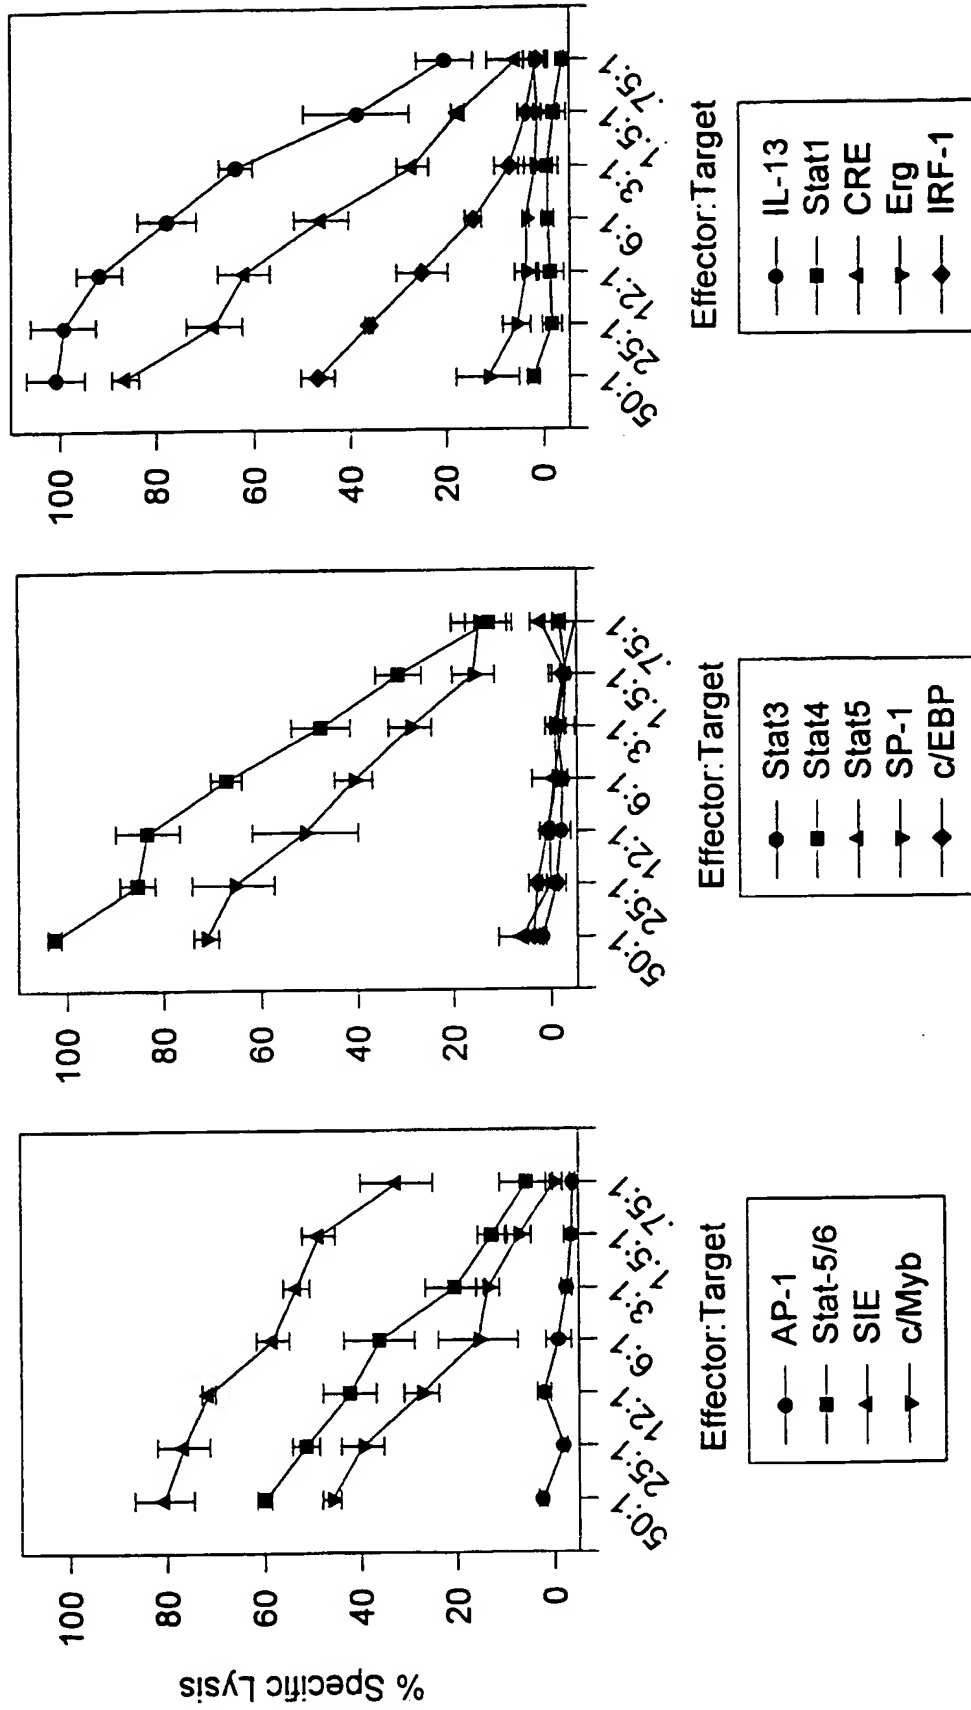 % Specific Lysis
100
80
60
40
20
0
50:1
25:1
12:1
6:1
3:1
1.5:1
.75:1
Effector:Target
AP-1
Stat-5/6
SIE
c/Myb
100
80
60
40
20
0
50:1
25:1
12:1
6:1
3:1
1.5:1
.75:1
Effector:Target
Stat3
Stat4
Stat5
SP-1
c/EBP
100
80
60
40
20
0
50:1
25:1
12:1
6:1
3:1
1.5:1
.75:1
Effector:Target
IL-13
Stat1
CRE
Erg
IRF-1